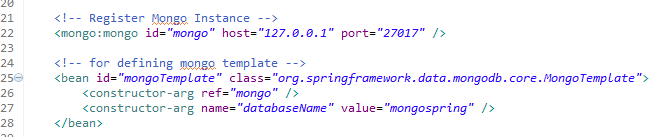 20
21 <!-- Register Mongo Instance -->
22 <mongo:mongo id="mongo" host="127.0.0.1" port="27017" />
23
24 <!-- for defining mongo template -->
25 <bean id="mongoTemplate" class="org.springframework.data.mongodb.core.MongoTemplate">
26 <constructor-arg ref="mongo" />
27 <constructor-arg name="databaseName" value="mongospring" />
28 </bean>
29